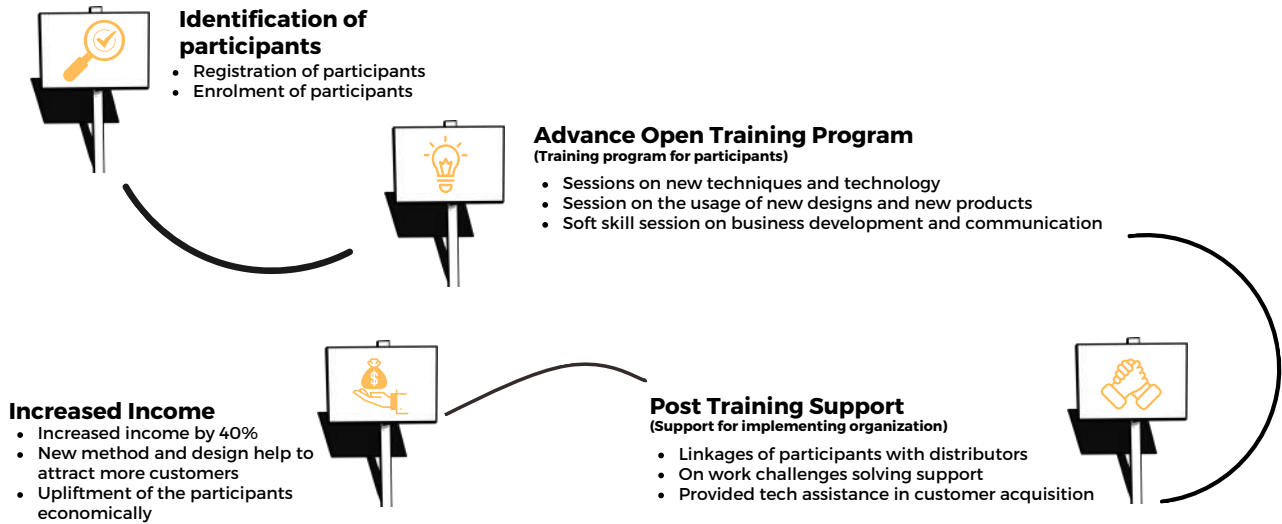 Identification of
participants
• Registration of participants
• Enrolment of participants
Advance Open Training Program
(Training program for participants)
• Sessions on new techniques and technology
• Session on the usage of new designs and new products
• Soft skill session on business development and communication
Post Training Support
(Support for implementing organization)
• Linkages of participants with distributors
• On work challenges solving support
• Provided tech assistance in customer acquisition
$
Increased Income
• Increased income by 40%
• New method and design help to
attract more customers
• Upliftment of the participants
economically